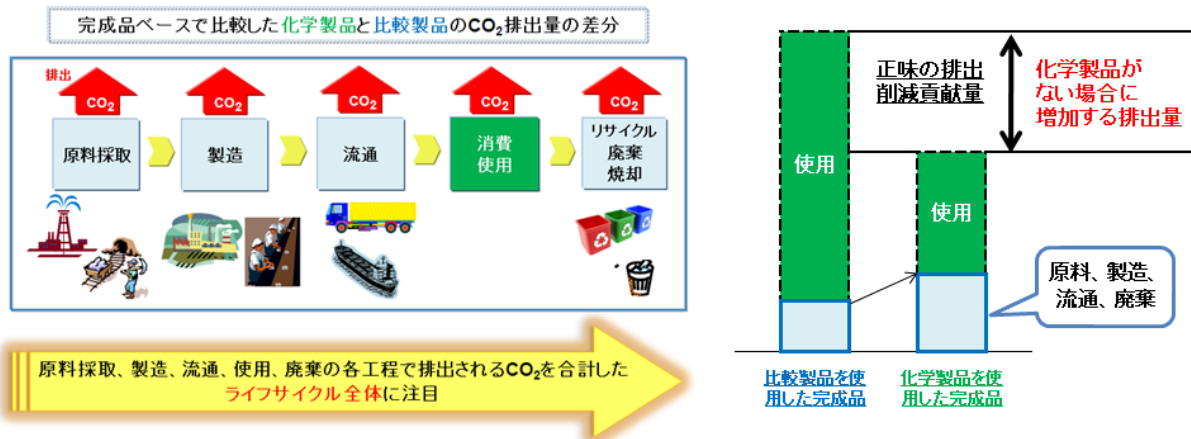 完成品ベースで比較した化学製品と比較製品のCO₂排出量の差分
排出
CO₂
CO₂
CO₂
CO₂
CO₂
原料採取
製造
流通
消費
使用
リサイクル
廃棄
焼却
原料採取、製造、流通、使用、廃棄の各工程で排出されるCO₂を合計した
ライフサイクル全体に注目
正味の排出
削減貢献量
化学製品が
ない場合に
増加する排出量
使用
使用
原料、製造、
流通、廃棄
比較製品を使
用した完成品
化学製品を使
用した完成品